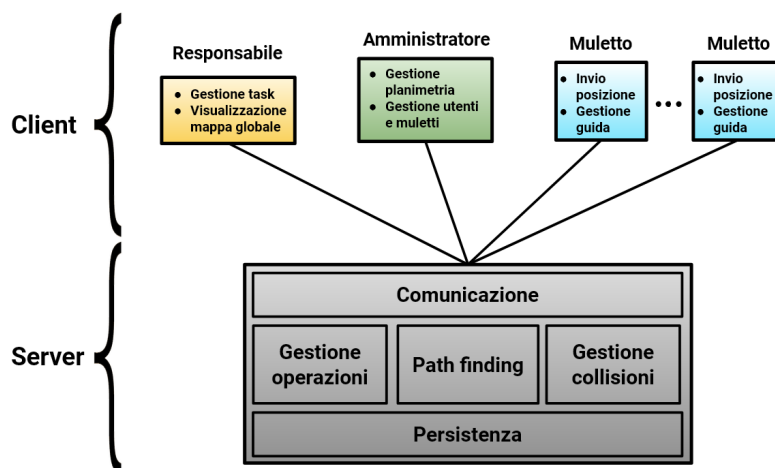 Responsabile
Amministratore
Muletto
Muletto
Client
• Gestione task
• Visualizzazione
mappa globale
• Gestione
planimetria
• Gestione utenti
e muletti
• Invio
posizione
• Gestione
guida
...
• Invio
posizione
• Gestione
guida
Server
Comunicazione
Gestione
operazioni
Path finding
Gestione
collisioni
Persistenza